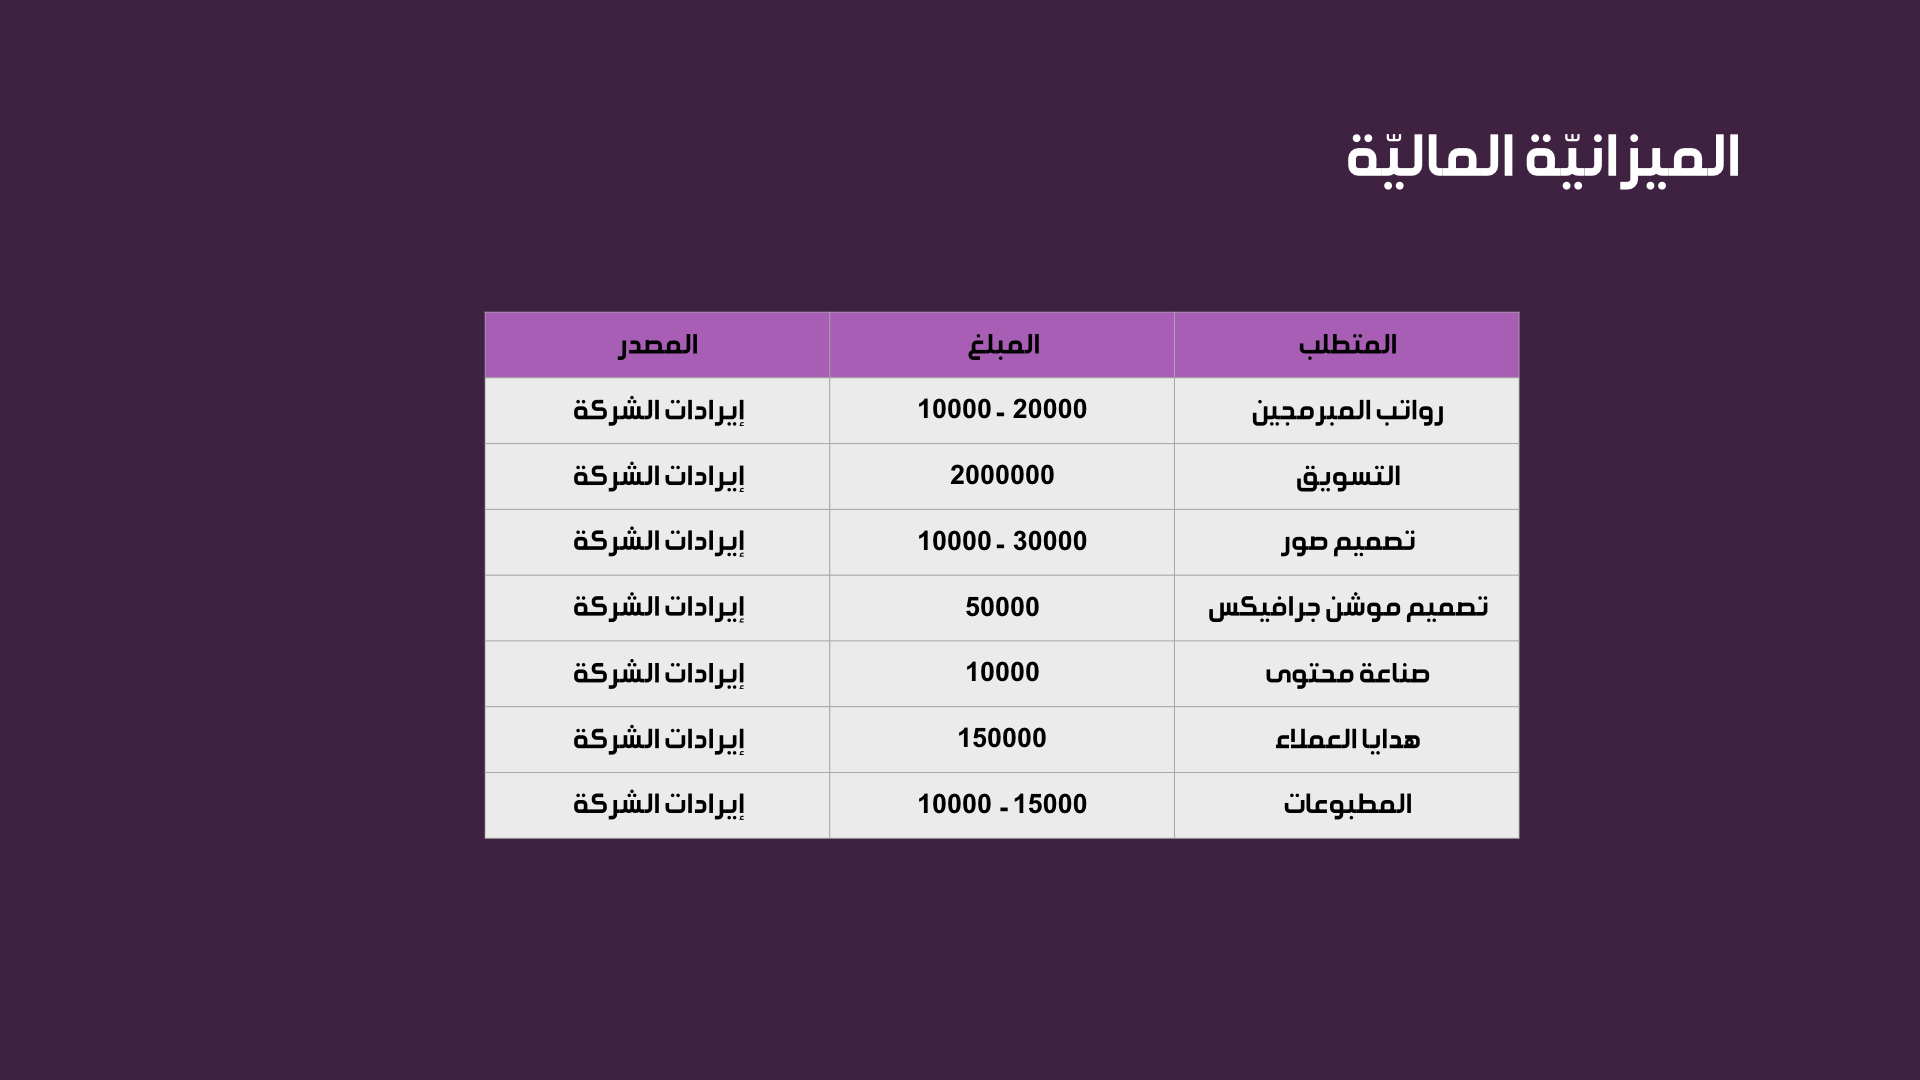 الميزانيّة الماليّة
المتطلب المبلغ المصدر
رواتب المبرمجين 10000 - 20000 إيرادات الشركة
التسويق 2000000 إيرادات الشركة
تصميم صور 10000 - 30000 إيرادات الشركة
تصميم موشن جرافيكس 50000 إيرادات الشركة
صناعة محتوى 10000 إيرادات الشركة
هدايا العملاء 150000 إيرادات الشركة
المطبوعات 10000 - 15000 إيرادات الشركة